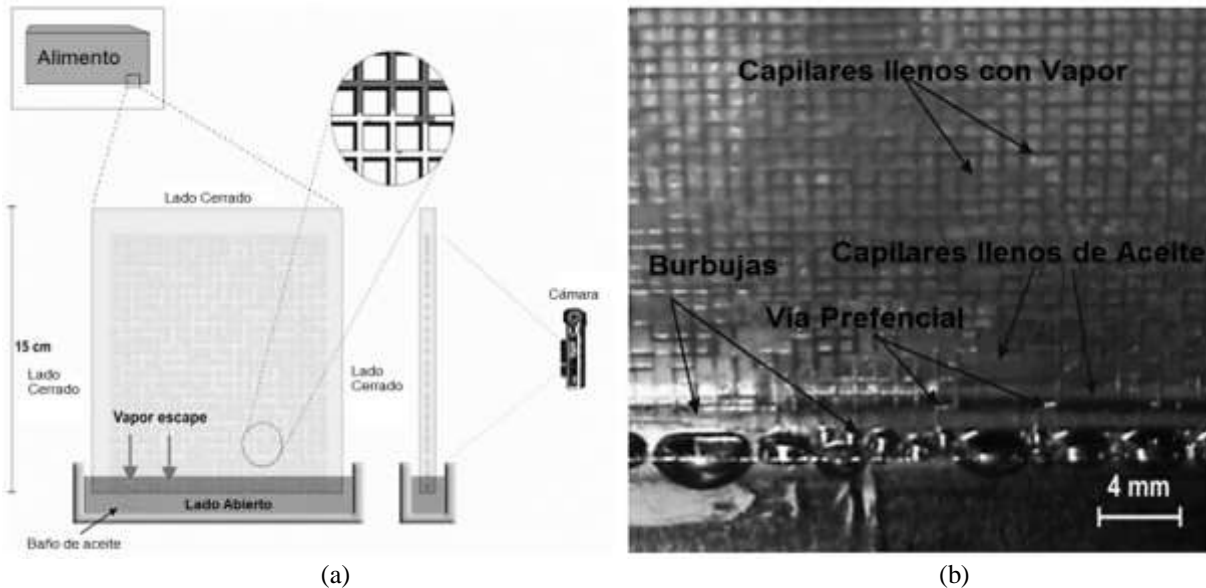 Alimento
Lado Cerrado
Cámara
15 cm
Lado
Cerrado
Lado
Cerrado
Vapor escape
Lado Abierto
Baño de aceite
(a)
Capilares llenos con Vapor
Capilares llenos de Aceite
Burbujas
Via Prefencial
4 mm
(b)